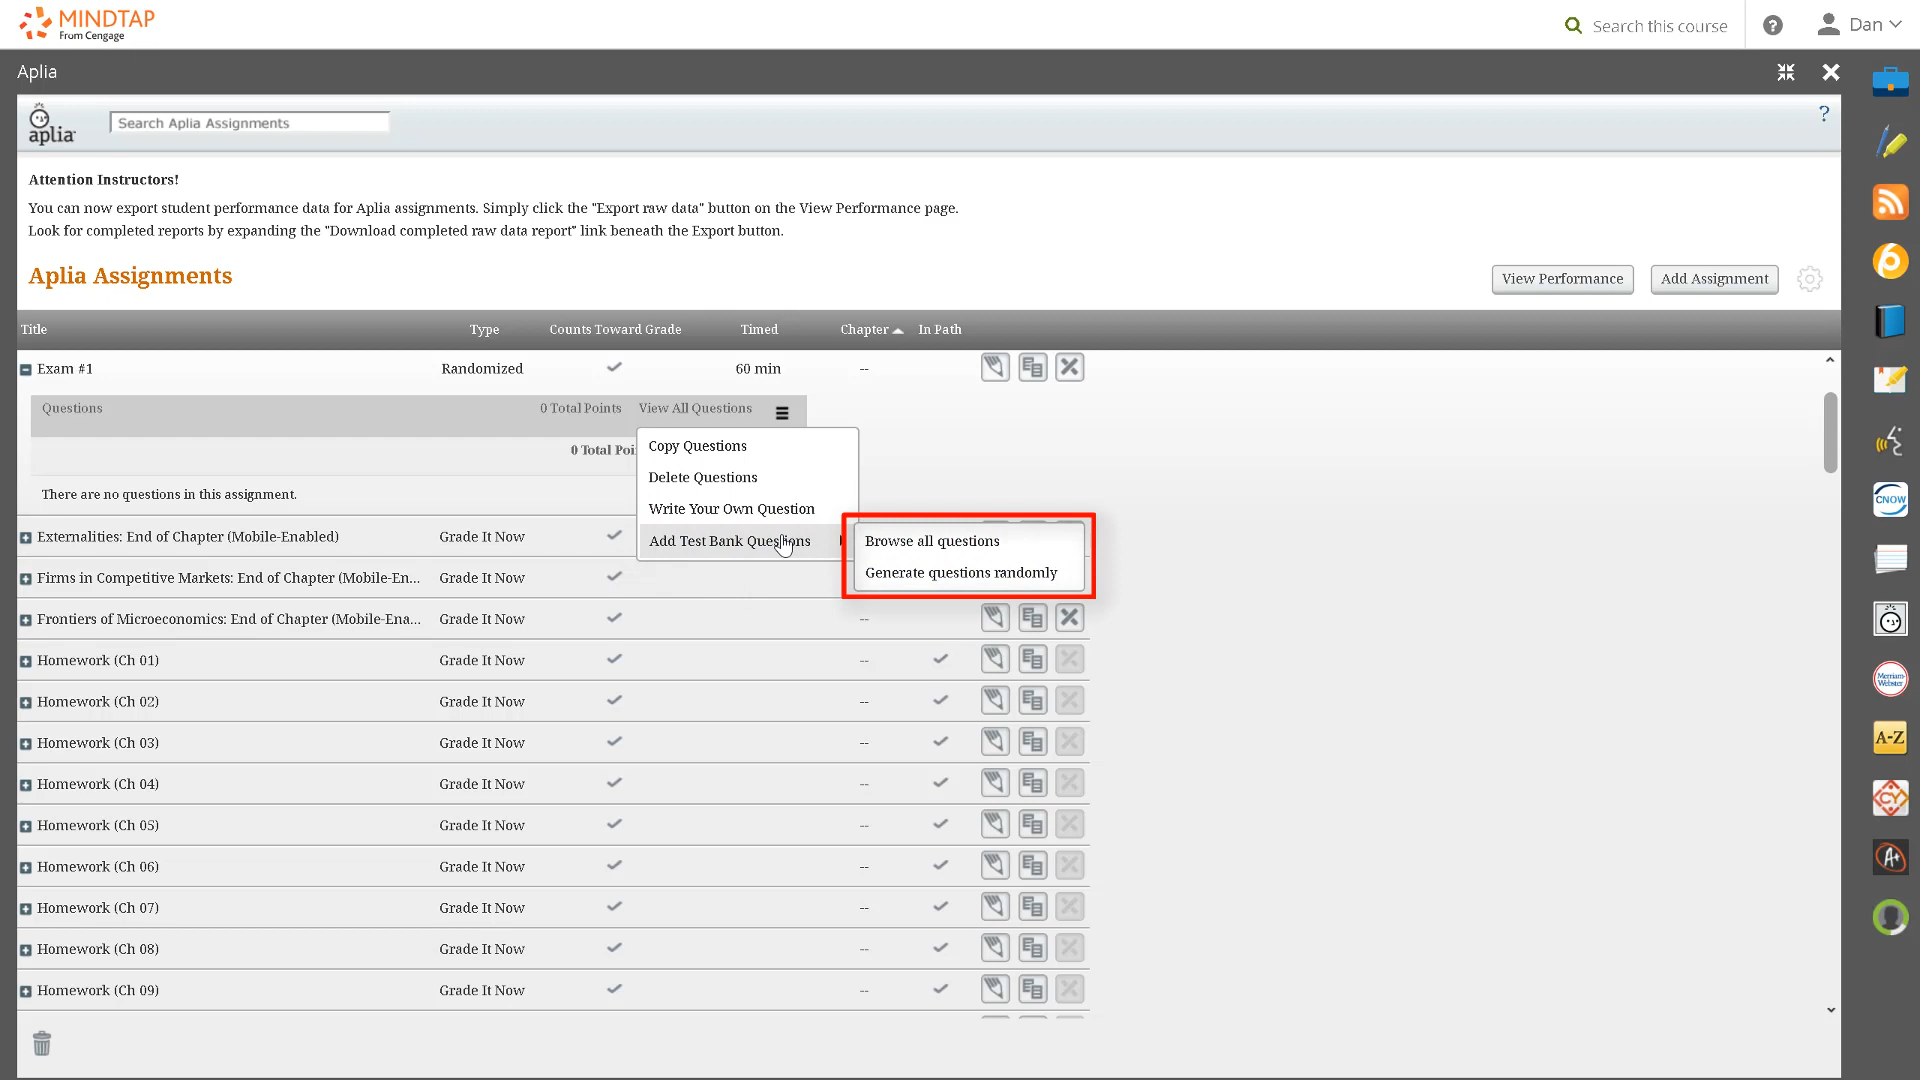 MINDTAP
From Cengage
Search this course
?
Dan
Aplia
aplia
Search Aplia Assignments
?
Attention Instructors!
You can now export student performance data for Aplia assignments. Simply click the "Export raw data" button on the View Performance page.
Look for completed reports by expanding the "Download completed raw data report" link beneath the Export button.
Aplia Assignments
View Performance
Add Assignment
Title Type Counts Toward Grade Timed Chapter In Path
Exam #1 Randomized 60 min --
Questions 0 Total Points View All Questions
Copy Questions
0 Total Poi
Delete Questions
There are no questions in this assignment.
Write Your Own Question
Externalities: End of Chapter (Mobile-Enabled) Grade It Now
Add Test Bank Questions
Browse all questions
Generate questions randomly
Firms in Competitive Markets: End of Chapter (Mobile-En... Grade It Now
Frontiers of Microeconomics: End of Chapter (Mobile-Ena... Grade It Now --
Homework (Ch 01) Grade It Now --
Homework (Ch 02) Grade It Now --
Homework (Ch 03) Grade It Now --
Homework (Ch 04) Grade It Now --
Homework (Ch 05) Grade It Now --
Homework (Ch 06) Grade It Now --
Homework (Ch 07) Grade It Now --
Homework (Ch 08) Grade It Now --
Homework (Ch 09) Grade It Now --
CNOW
Merriam-
Webster
A-Z
CY
A+